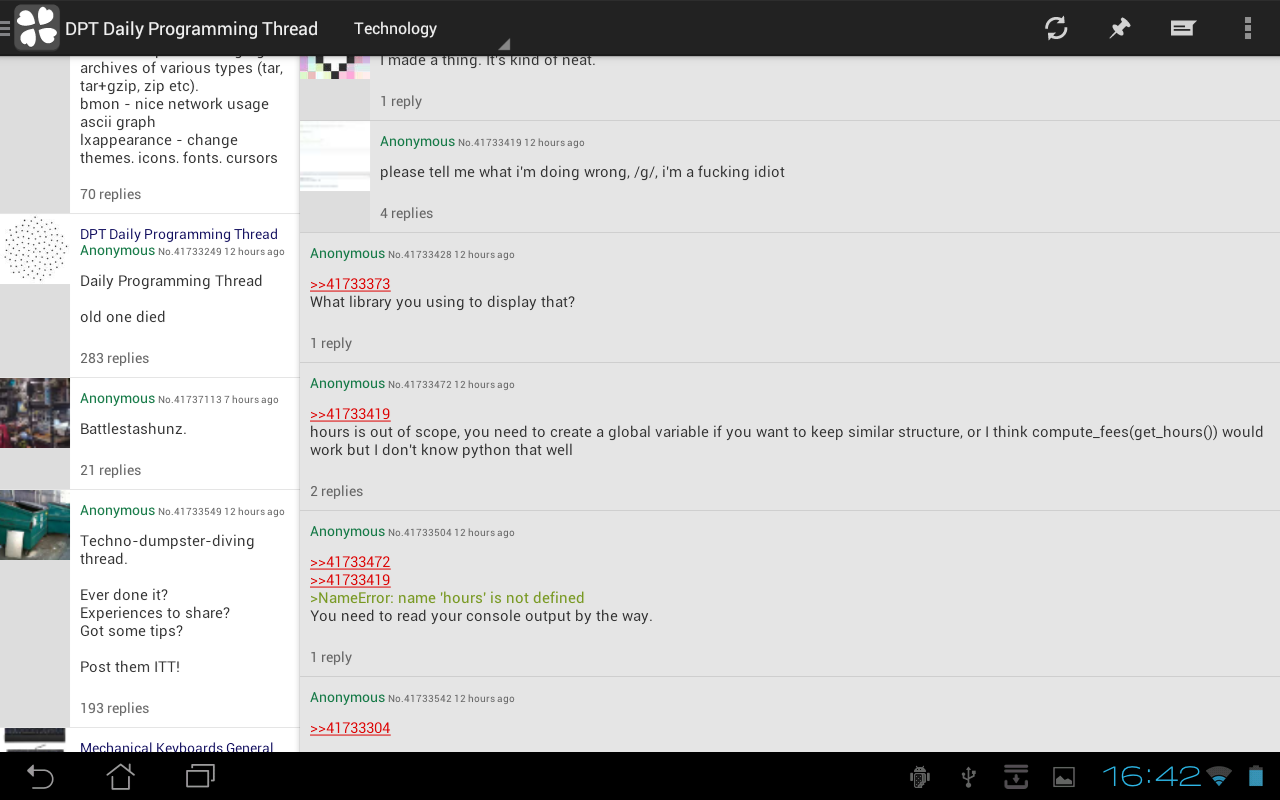 DPT Daily Programming Thread
Technology
archives of various types (tar,
tar+gzip, zip etc).
bmon - nice network usage
ascii graph
lxappearance - change
themes, icons, fonts, cursors
70 replies
DPT Daily Programming Thread
Anonymous No.41733249 12 hours ago
Daily Programming Thread
old one died
283 replies
Anonymous No.41737113 7 hours ago
Battlestashunz.
21 replies
Anonymous No.41733549 12 hours ago
Techno-dumpster-diving
thread.
Ever done it?
Experiences to share?
Got some tips?
Post them ITT!
193 replies
Mechanical Keyboards General
I made a thing. It's kind of neat.
1 reply
Anonymous No.41733419 12 hours ago
please tell me what i'm doing wrong, /g/, i'm a fucking idiot
4 replies
Anonymous No.41733428 12 hours ago
>>41733373
What library you using to display that?
1 reply
Anonymous No.41733472 12 hours ago
>>41733419
hours is out of scope, you need to create a global variable if you want to keep similar structure, or I think compute_fees(get_hours()) would
work but I don't know python that well
2 replies
Anonymous No.41733504 12 hours ago
>>41733472
>>41733419
>NameError: name 'hours' is not defined
You need to read your console output by the way.
1 reply
Anonymous No.41733542 12 hours ago
>>41733304
16:42